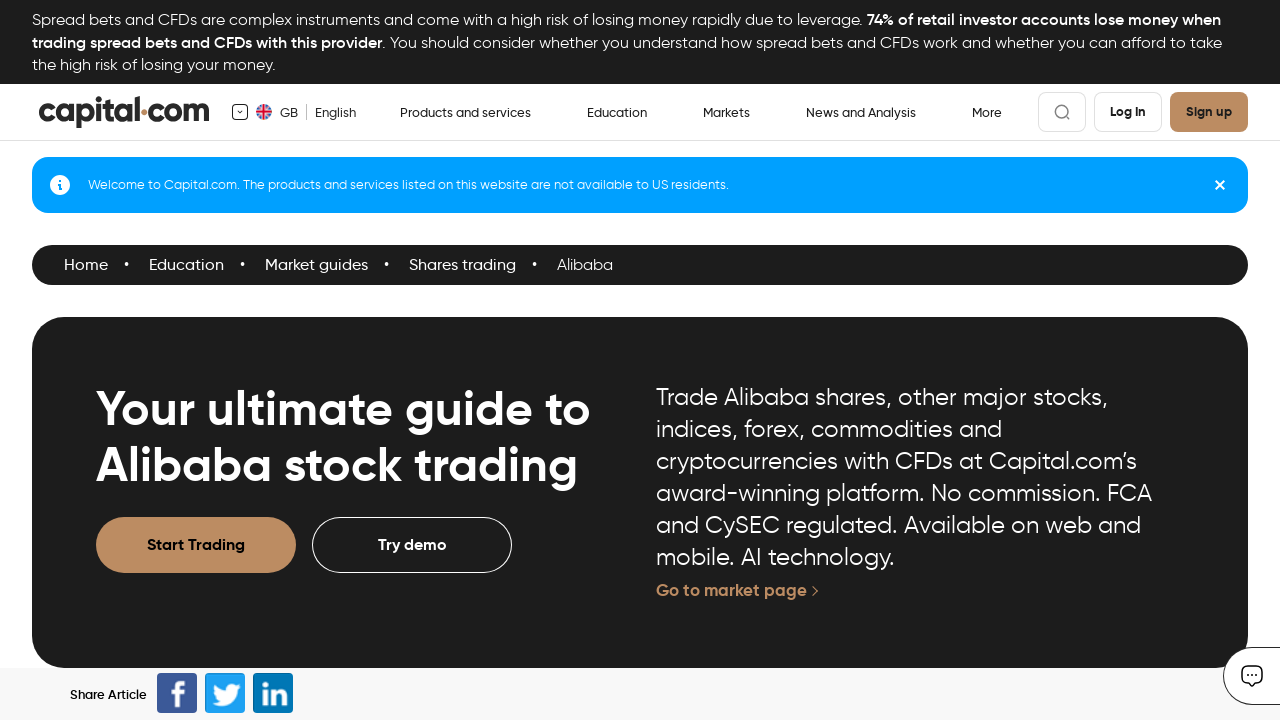 Spread bets and CFDs are complex instruments and come with a high risk of losing money rapidly due to leverage. 74% of retail investor accounts lose money when
trading spread bets and CFDs with this provider. You should consider whether you understand how spread bets and CFDs work and whether you can afford to take
the high risk of losing your money.
capital.com GB English Products and services Education Markets News and Analysis More Log In Sign up
Welcome to Capital.com. The products and services listed on this website are not available to US residents.
Home • Education • Market guides • Shares trading • Alibaba
Your ultimate guide to
Alibaba stock trading
Start Trading Try demo
Trade Alibaba shares, other major stocks,
indices, forex, commodities and
cryptocurrencies with CFDs at Capital.com’s
award-winning platform. No commission. FCA
and CySEC regulated. Available on web and
mobile. AI technology.
Go to market page
Share Article